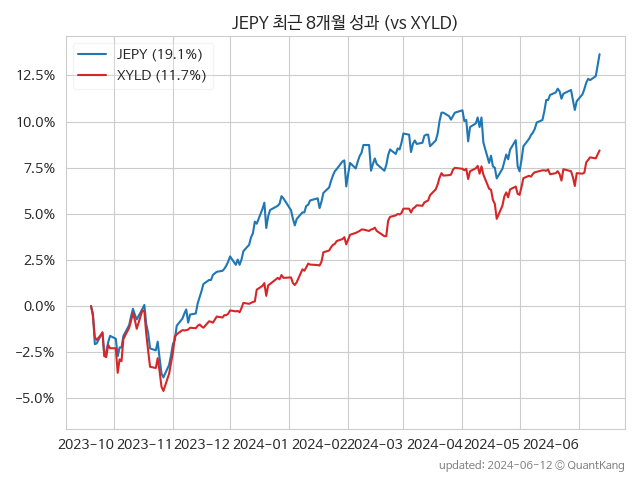 JEPY 최근 8개월 성과 (vs XYLD)
JEPY (19.1%)
XYLD (11.7%)
12.5%
10.0%
7.5%
5.0%
2.5%
0.0%
−2.5%
−5.0%
2023-10 2023-11 2023-12 2024-01 2024-02 2024-03 2024-04 2024-05 2024-06
updated: 2024-06-12 © QuantKang